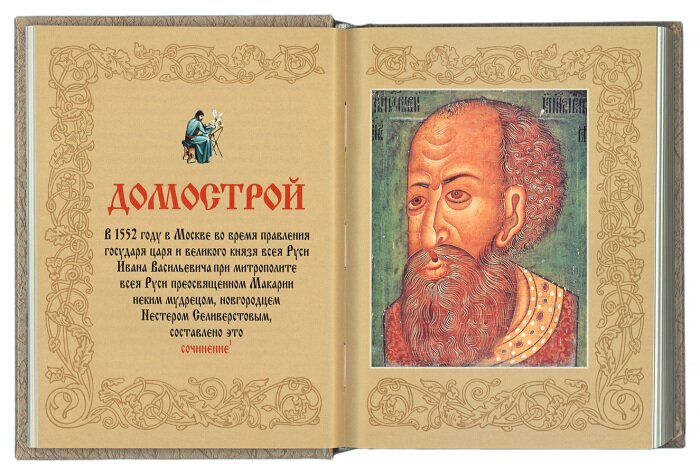 ДОМОСТРОЙ
В 1552 году в Москве во время правления
государя царя и великого князя всея Руси
Ивана Васильевича при митрополите
всея Руси преосвященном Макарии
неким мудрецом, новгородцем
Нестером Селиверстовым,
составлено это
сочинение¹